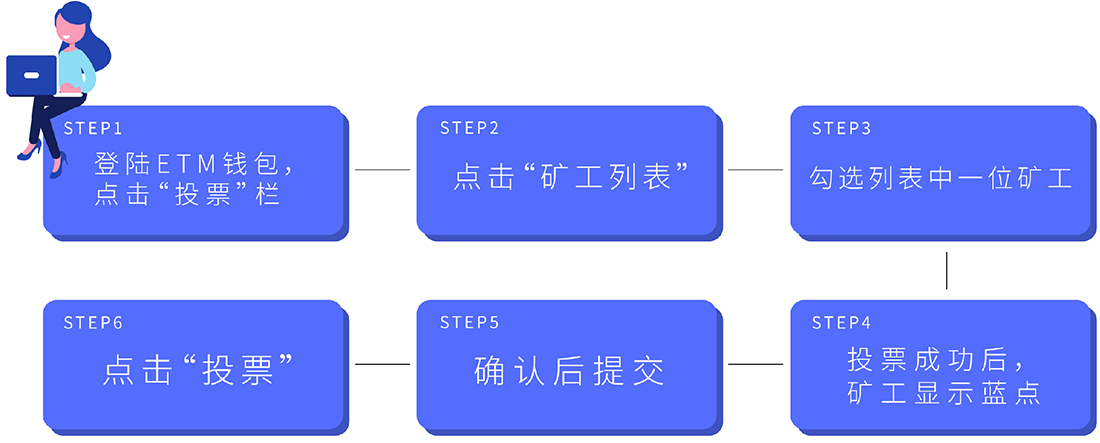 STEP1
登陆ETM钱包，
点击“投票”栏
STEP2
点击“矿工列表”
STEP3
勾选列表中一位矿工
STEP4
投票成功后，
矿工显示蓝点
STEP5
确认后提交
STEP6
点击“投票”